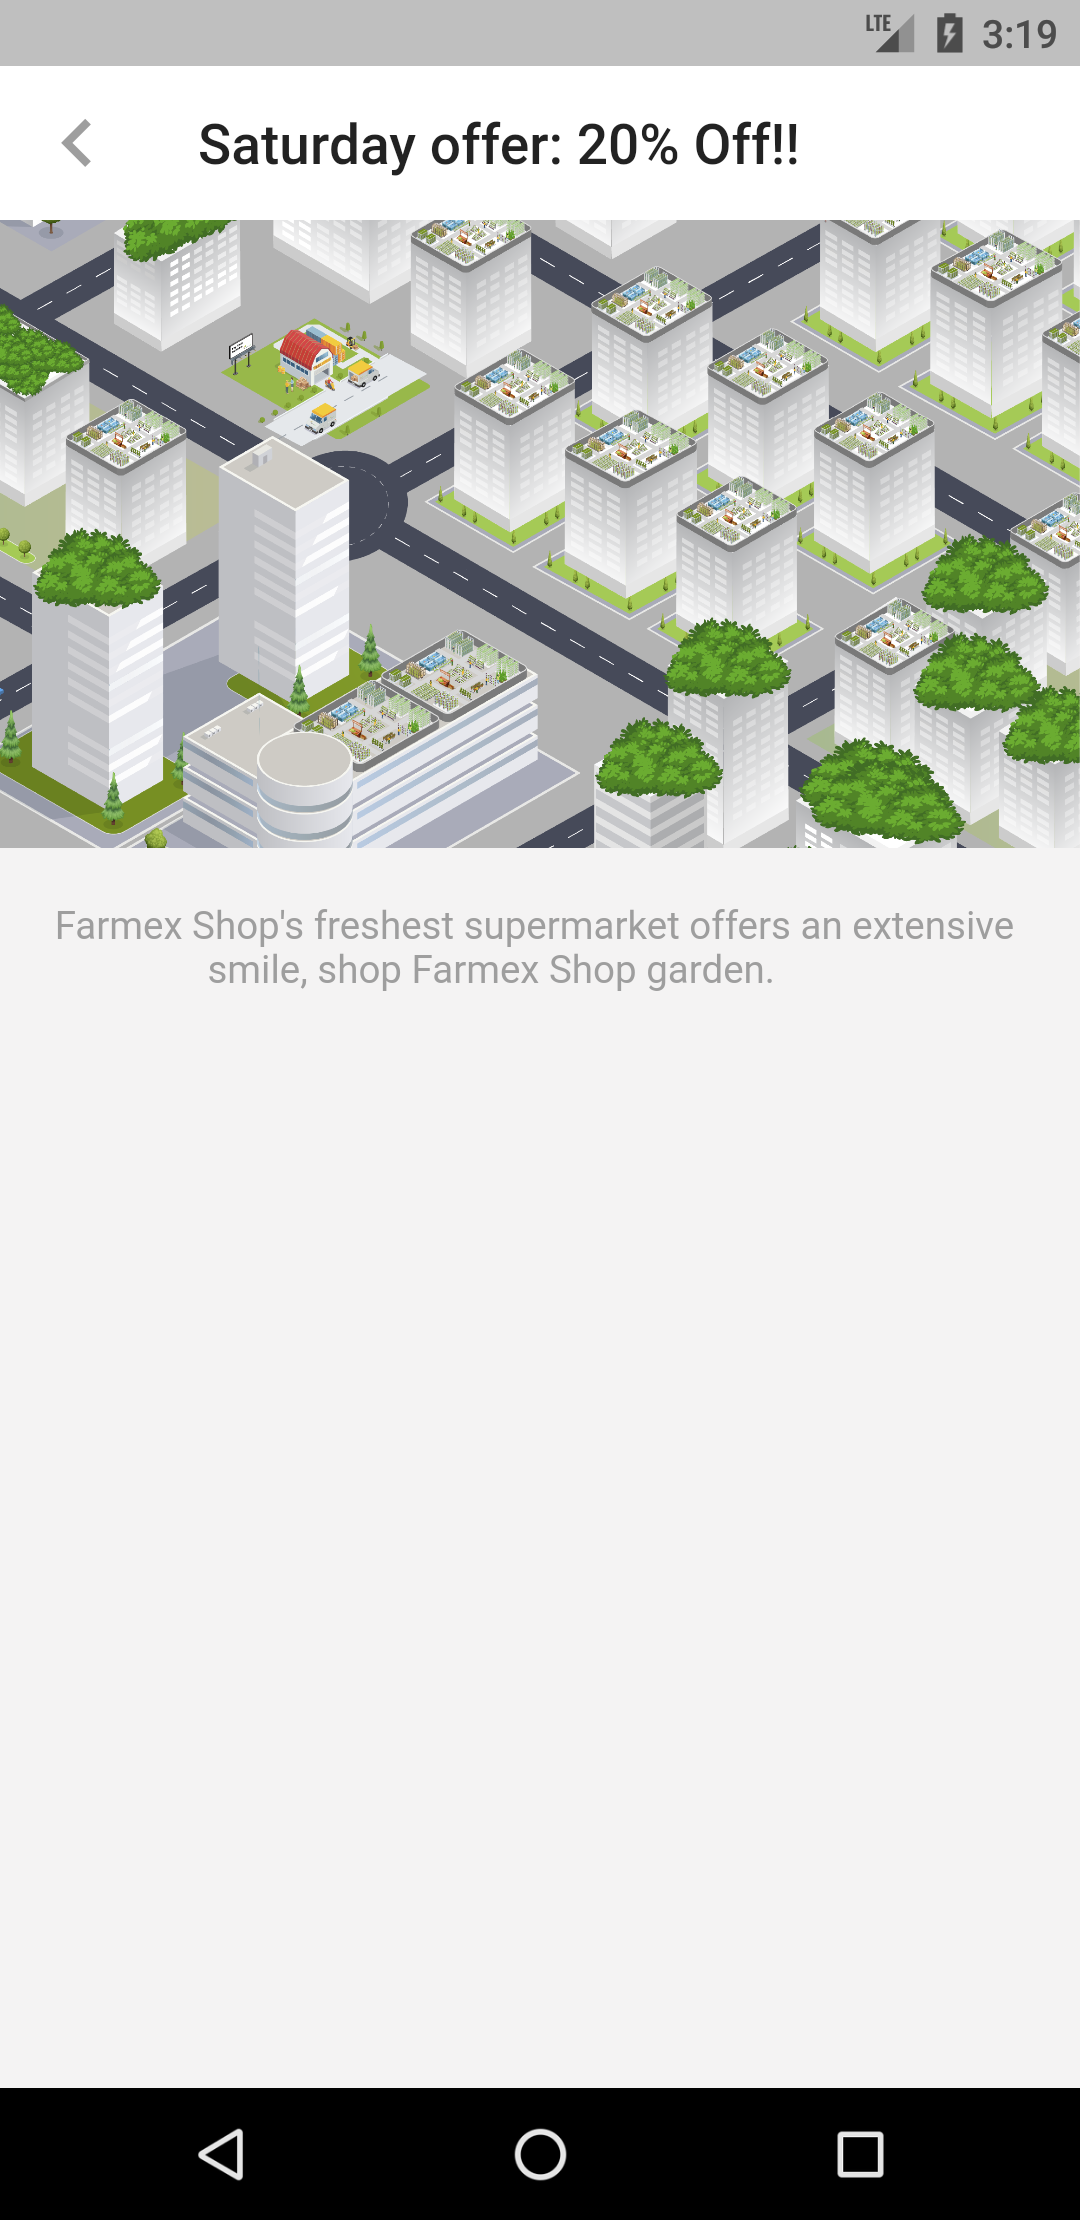 LTE 3:19
Saturday offer: 20% Off!!
Farmex Shop's freshest supermarket offers an extensive
smile, shop Farmex Shop garden.